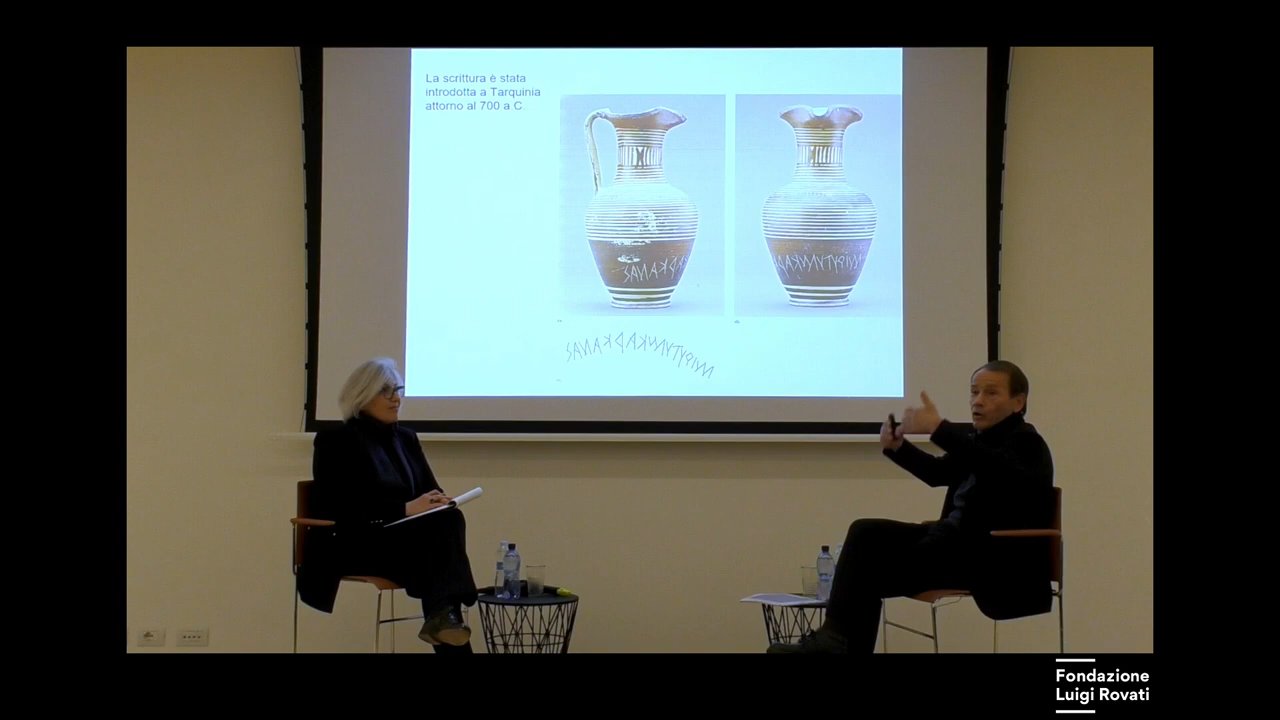 La scrittura è stata
introdotta a Tarquinia
attorno al 700 a C.
Fondazione
Luigi Rovati